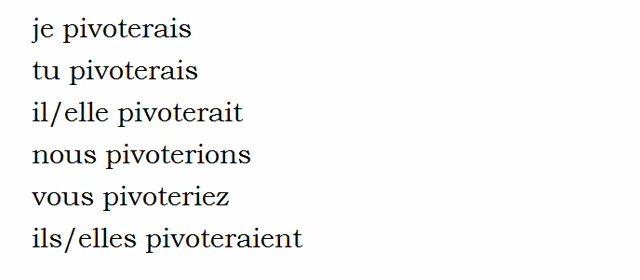 je pivoterais
tu pivoterais
il/elle pivoterait
nous pivoterions
vous pivoteriez
ils/elles pivoteraient